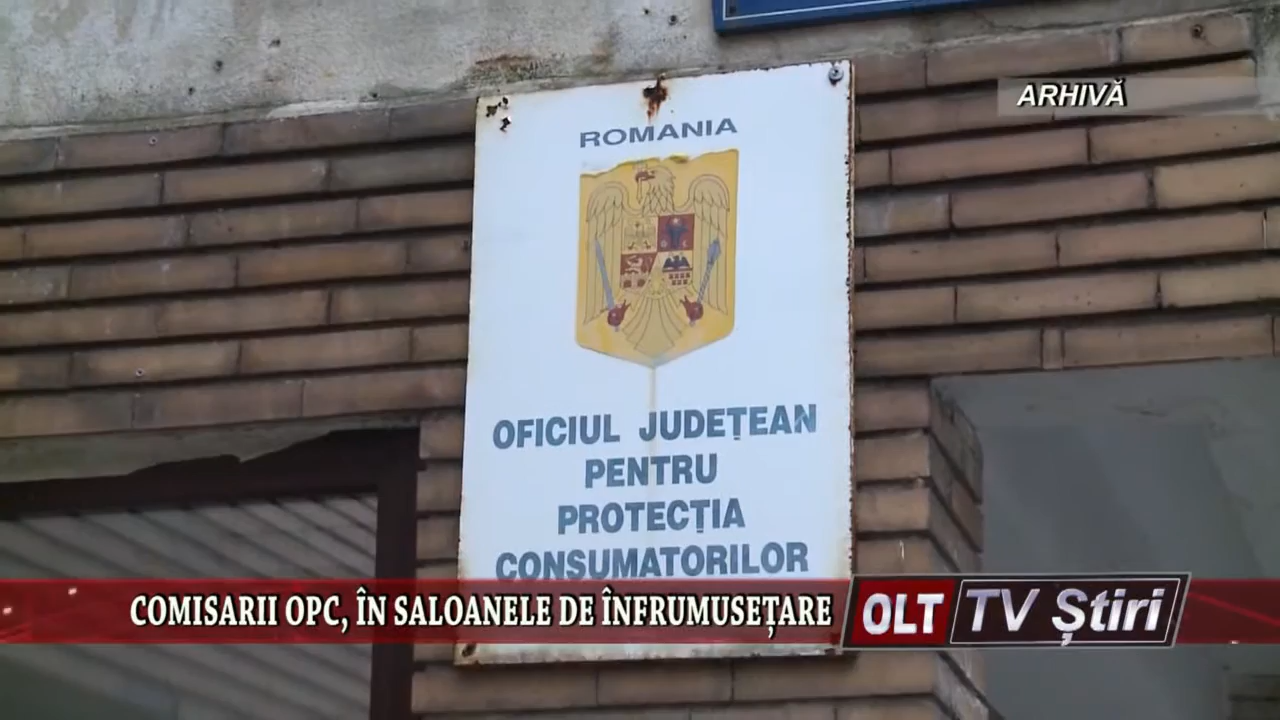 ARHIVĂ
ROMANIA
OFICIUL JUDEȚEAN
PENTRU
PROTECȚIA
CONSUMATORILOR
COMISARII OPC, ÎN SALOANELE DE ÎNFRUMUSEȚARE
OLT TV Știri